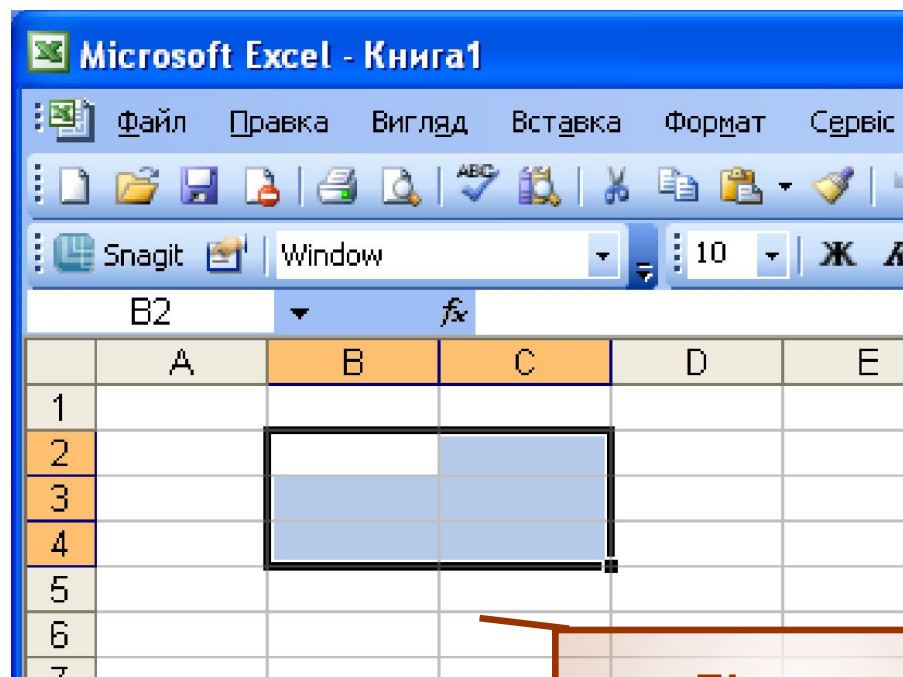 Microsoft Excel - Книга1
Файл Правка Вигляд Вставка Формат Сервіс
ABC
Snagit Window 10 Ж
B2 fx
A B C D E
1
2
3
4
5
6